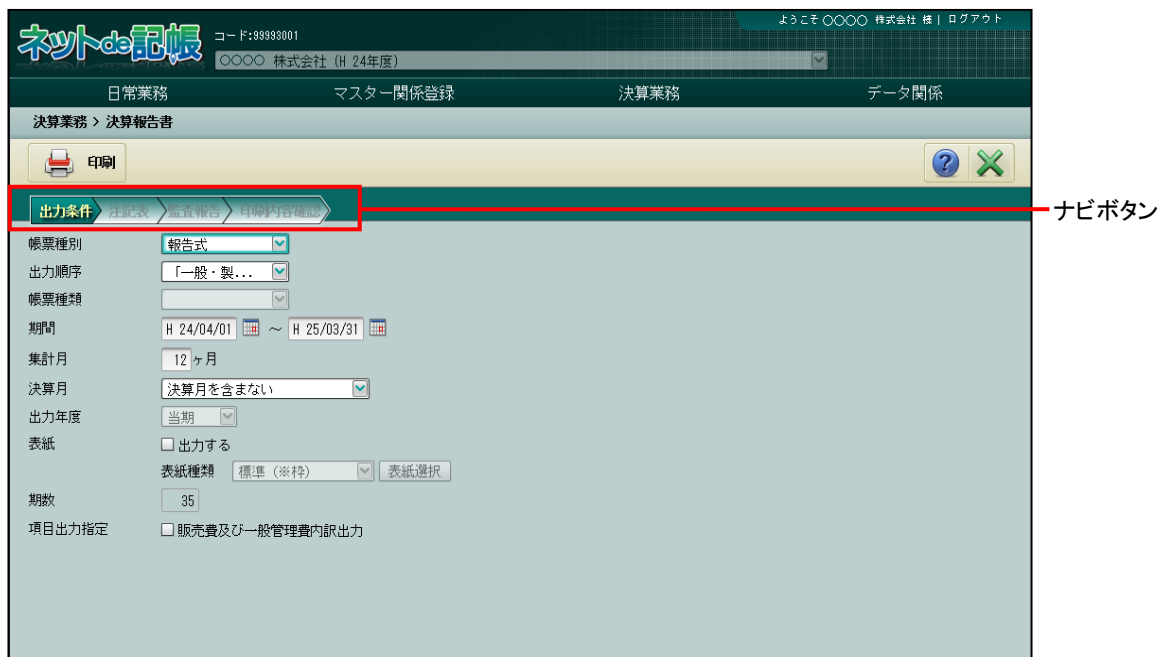 ようこそ 〇〇〇〇 株式会社 様 | ログアウト
ネットde記帳
コード:99993001
〇〇〇〇 株式会社 (H 24年度)
日常業務 マスター関係登録 決算業務 データ関係
決算業務 > 決算報告書
印刷
出力条件 注記表 監査報告 印刷内容確認
ナビボタン
帳票種別 報告式
出力順序 「一般・製...
帳票種類
期間 H 24/04/01 ～ H 25/03/31
集計月 12 ヶ月
決算月 決算月を含まない
出力年度 当期
表紙 出力する
表紙種類 標準 (※枠) 表紙選択
期数 35
項目出力指定 販売費及び一般管理費内訳出力